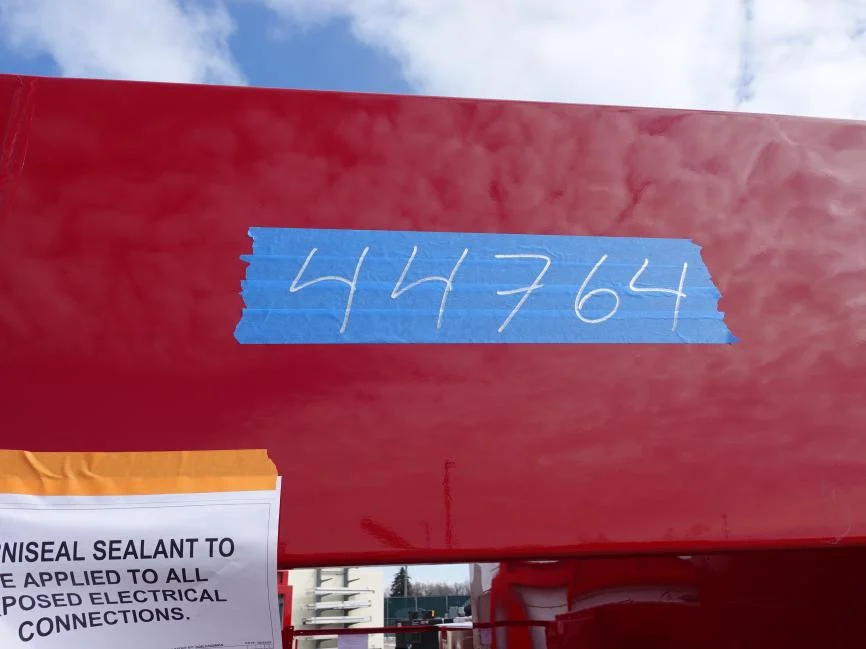 44764
NISEAL SEALANT TO
E APPLIED TO ALL
POSED ELECTRICAL
CONNECTIONS.